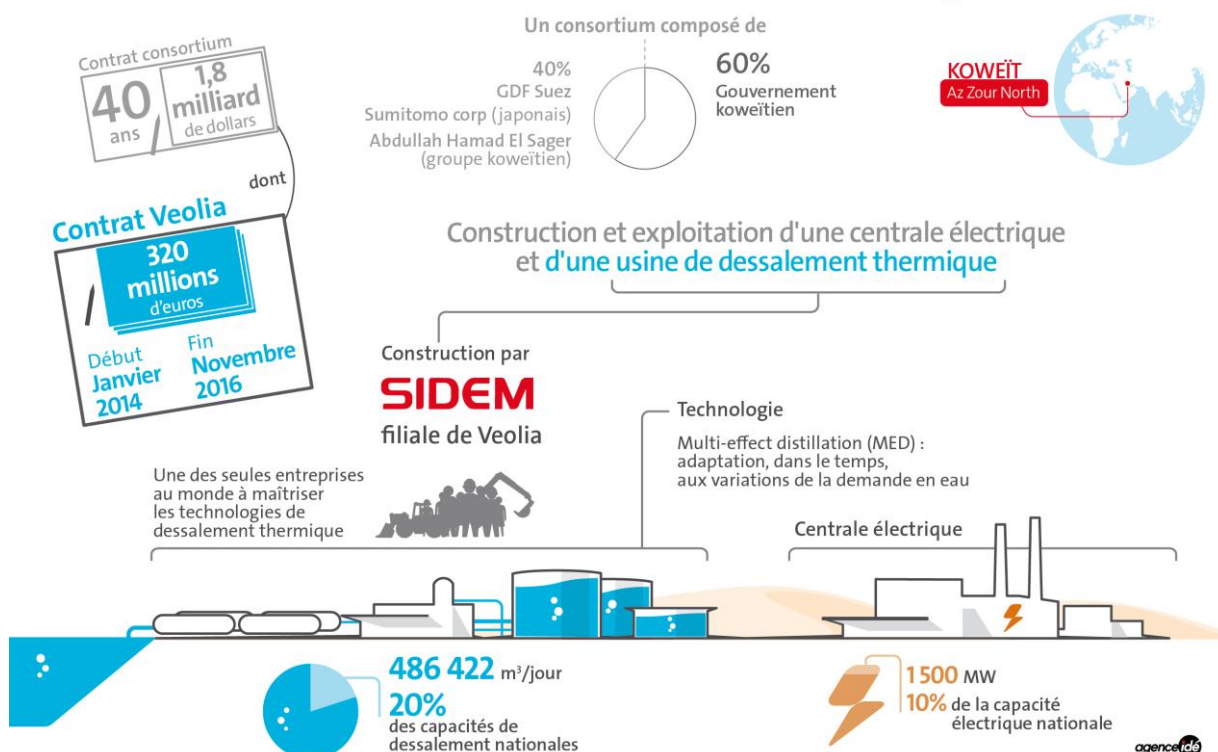 Contrat consortium
40
ans
1,8
milliard
de dollars
dont
Contrat Veolia
320
millions
d'euros
Début
Janvier
2014
Fin
Novembre
2016
Un consortium composé de
40%
GDF Suez
Sumitomo corp (japonais)
Abdullah Hamad El Sager
(groupe koweïtien)
60%
Gouvernement
koweïtien
KOWEÏT
Az Zour North
Construction et exploitation d'une centrale électrique
et d'une usine de dessalement thermique
Construction par
SIDEM
filiale de Veolia
Une des seules entreprises
au monde à maîtriser
les technologies de
dessalement thermique
Technologie
Multi-effect distillation (MED) :
adaptation, dans le temps,
aux variations de la demande en eau
Centrale électrique
486 422 m³/jour
20%
des capacités de
dessalement nationales
1 500 MW
10% de la capacité
électrique nationale
agence idé